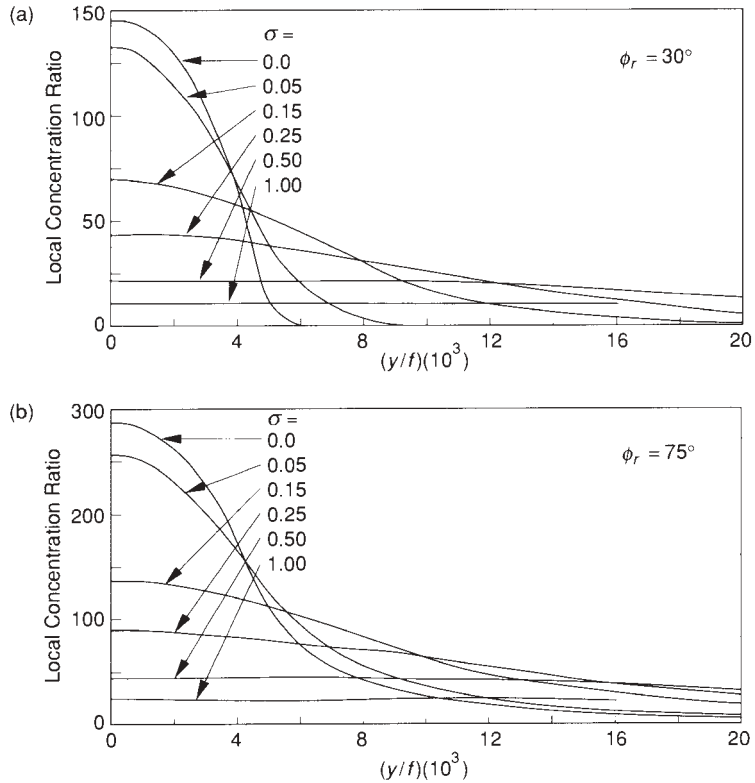 (a)
150
100
50
0
Local Concentration Ratio
σ =
0.0
0.05
0.15
0.25
0.50
1.00
ϕr = 30°
0 4 8 12 16 20
(y/f)(10³)
(b)
300
200
100
0
Local Concentration Ratio
σ =
0.0
0.05
0.15
0.25
0.50
1.00
ϕr = 75°
0 4 8 12 16 20
(y/f)(10³)